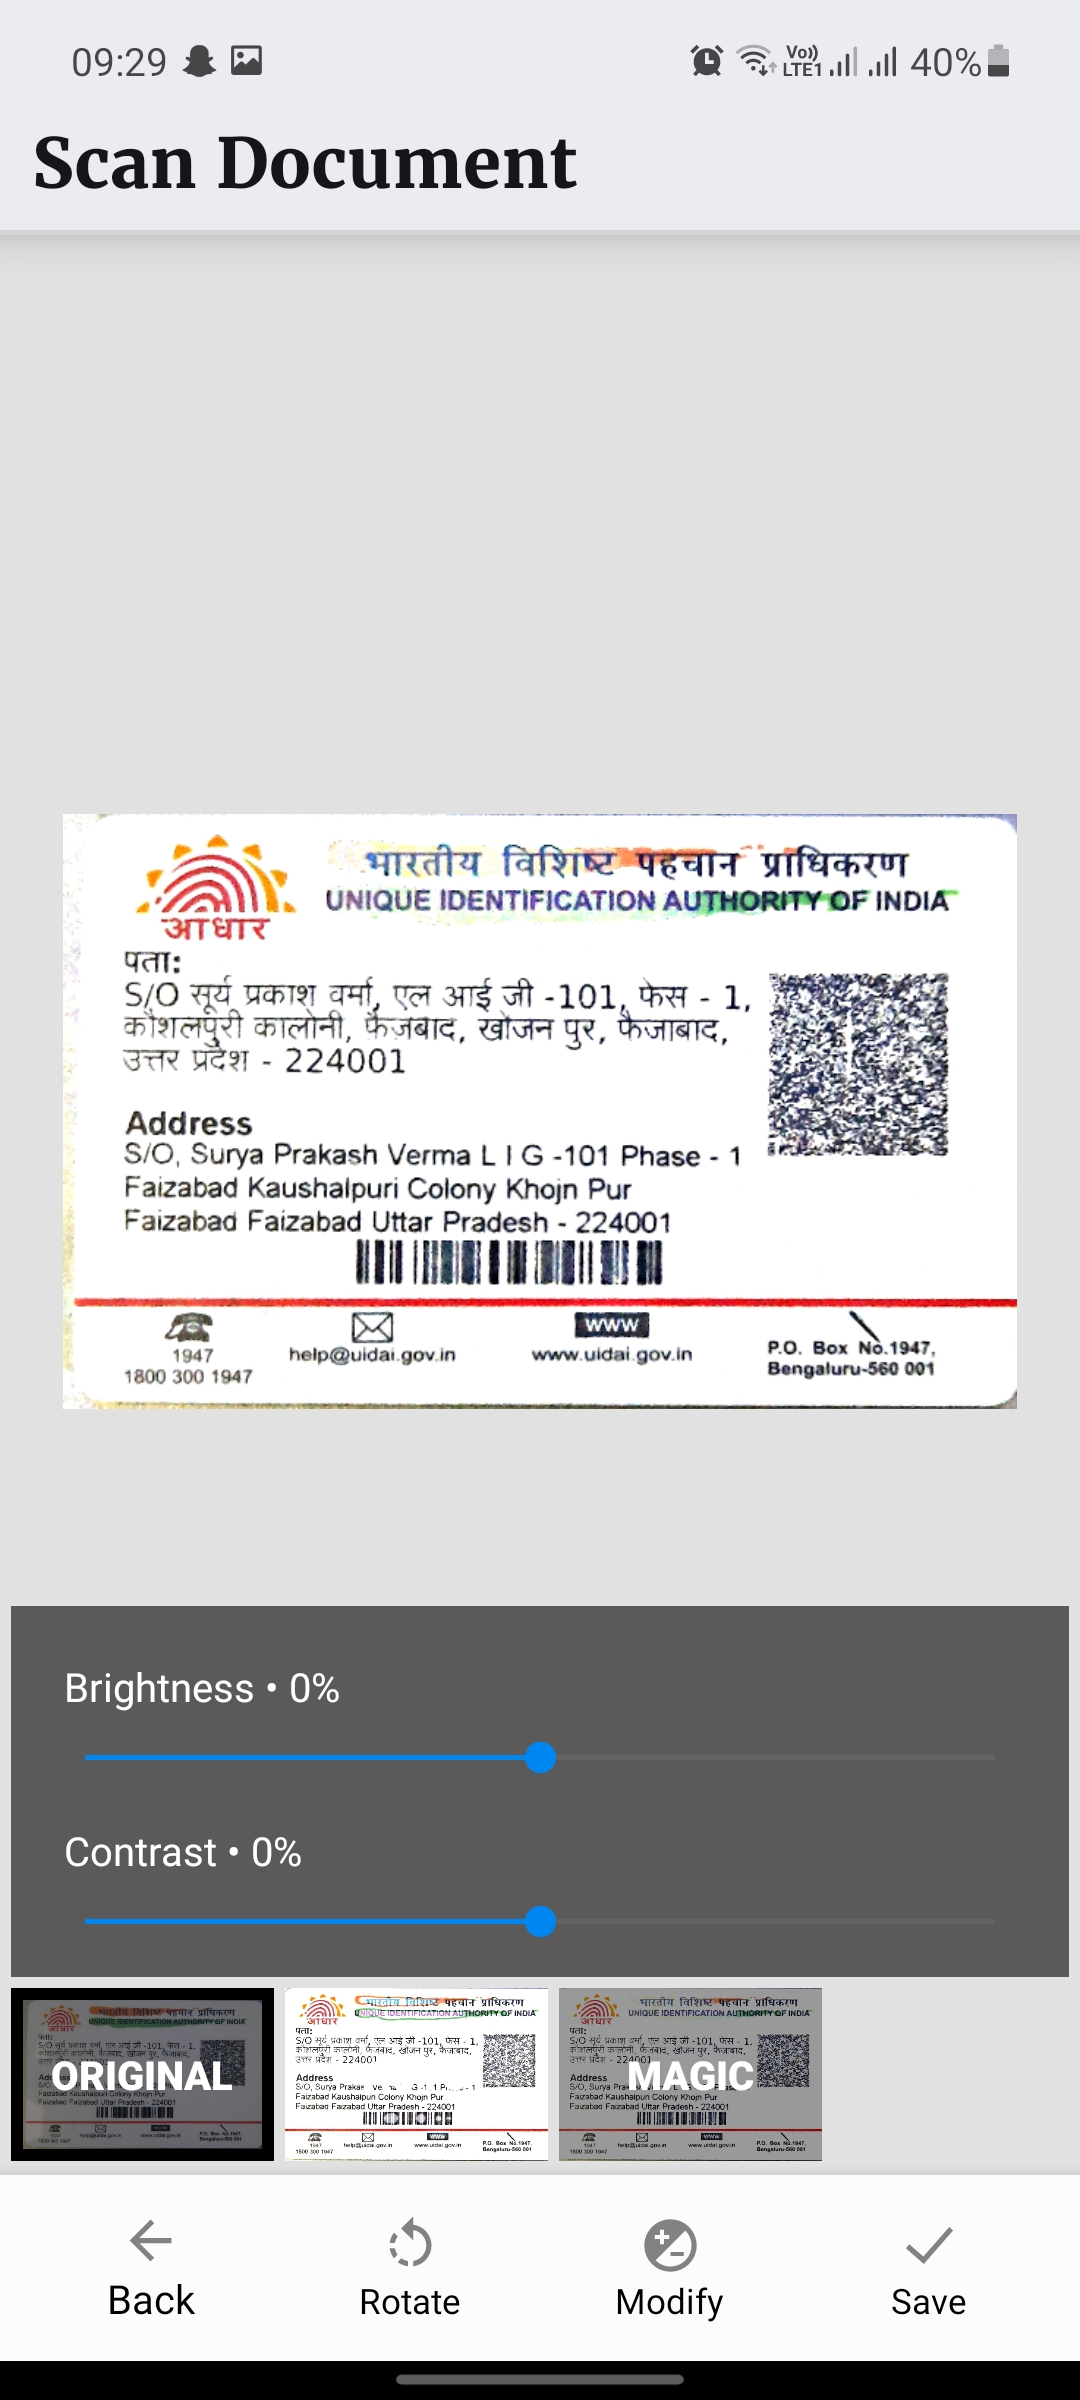 09:29
Vo)) LTE1 40%
Scan Document
भारतीय विशिष्ट पहचान प्राधिकरण
UNIQUE IDENTIFICATION AUTHORITY OF INDIA
आधार
पता:
S/O सूर्य प्रकाश वर्मा, एल आई जी -101, फेस - 1,
कौशलपुरी कालोनी, फैजबाद, खोजन पुर, फैजाबाद,
उत्तर प्रदेश - 224001
Address
S/O, Surya Prakash Verma L I G -101 Phase - 1
Faizabad Kaushalpuri Colony Khojn Pur
Faizabad Faizabad Uttar Pradesh - 224001
1947
1800 300 1947
help@uidai.gov.in
www
www.uidai.gov.in
P.O. Box No.1947,
Bengaluru-560 001
Brightness • 0%
Contrast • 0%
ORIGINAL
MAGIC
Back
Rotate
Modify
Save